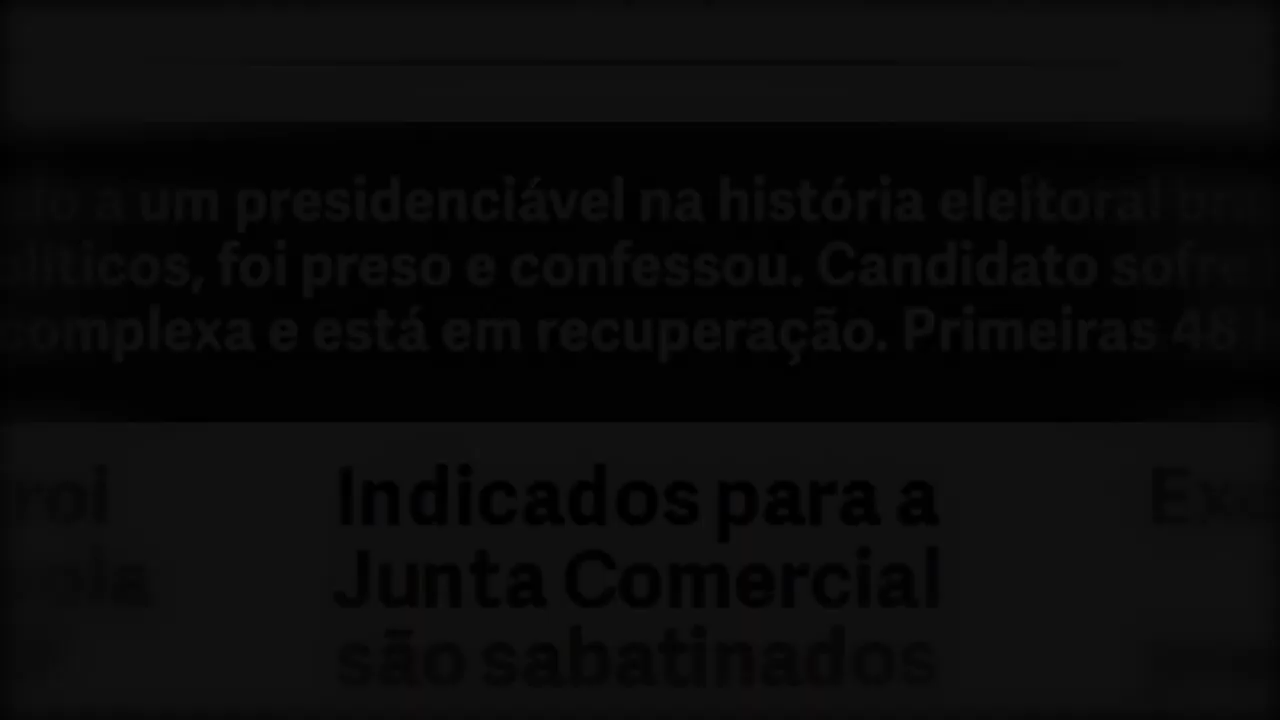 a um presidenciável na história eleitoral
foi preso e confessou. Candidato
complexa e está em recuperação. Primeiras 48
Indicados para a
Junta Comercial
são sabatinados